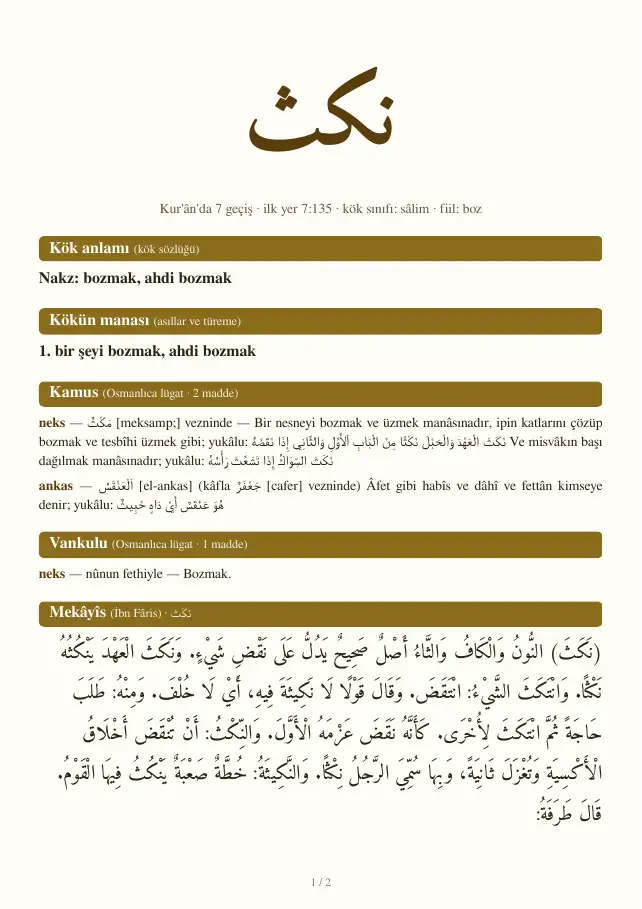 نكث
Kur'ân'da 7 geçiş · ilk yer 7:135 · kök sınıfı: sâlim · fiil: boz
Kök anlamı (kök sözlüğü)
Nakz: bozmak, ahdi bozmak
Kökün manası (asıllar ve türeme)
1. bir şeyi bozmak, ahdi bozmak
Kamus (Osmanlıca lügat · 2 madde)
neks — مَكْثٌ [meksamp;] vezninde — Bir nesneyi bozmak ve üzmek manâsınadır, ipin katlarını çözüp
bozmak ve tesbîhi üzmek gibi; yukâlu: نَكَثَ الْعَهْدَ وَالْحَبْلَ نَكْثًا مِنَ الْبَابِ الْأَوَّلِ وَالثَّانِي إِذَا نَقَضَهُ Ve misvâkın başı
dağılmak manâsınadır; yukâlu: نَكَثَ السِّوَاكُ إِذَا تَشَعَّثَ رَأْسُهُ
ankas — اَلْعَنْقَسُ [el-ankas] (kâfla جَعْفَرٌ [cafer] vezninde) Âfet gibi habîs ve dâhî ve fettân kimseye
denir; yukâlu: هُوَ عَنْقَسٌ أَيْ دَاهٍ خَبِيثٌ
Vankulu (Osmanlıca lügat · 1 madde)
neks — nûnun fethiyle — Bozmak.
Mekâyîs (İbn Fâris) · نَكَثَ
(نَكَثَ) النُّونُ وَالْكَافُ وَالثَّاءُ أَصْلٌ صَحِيحٌ يَدُلُّ عَلَى نَقْضِ شَيْءٍ. وَنَكَثَ الْعَهْدَ يَنْكُثُهُ
نَكْثًا. وَانْتَكَثَ الشَّيْءُ: انْتَقَضَ. وَقَالَ قَوْلًا لَا نَكِيثَةَ فِيهِ، أَيْ لَا خُلْفَ. وَمِنْهُ: طَلَبَ
حَاجَةً ثُمَّ انْتَكَثَ لِأُخْرَى. كَأَنَّهُ نَقَضَ عَزْمَهُ الْأَوَّلَ. وَالنِّكْثُ: أَنْ تُنْقَضَ أَخْلَاقُ
الْأَكْسِيَةِ وَتُغْزَلَ ثَانِيَةً، وَبِهَا سُمِّيَ الرَّجُلُ نِكْثًا. وَالنَّكِيثَةُ: خُطَّةٌ صَعْبَةٌ يَنْكُثُ فِيهَا الْقَوْمُ.
قَالَ طَرَفَةُ:
1 / 2